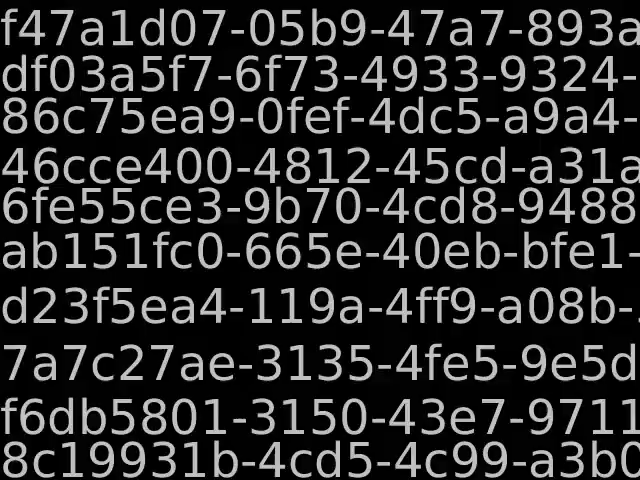 f47a1d07-05b9-47a7-893a
df03a5f7-6f73-4933-9324-
86c75ea9-0fef-4dc5-a9a4-
46cce400-4812-45cd-a31a
6fe55ce3-9b70-4cd8-9488
ab151fc0-665e-40eb-bfe1-
d23f5ea4-119a-4ff9-a08b-
7a7c27ae-3135-4fe5-9e5d
f6db5801-3150-43e7-9711
8c19931b-4cd5-4c99-a3b0